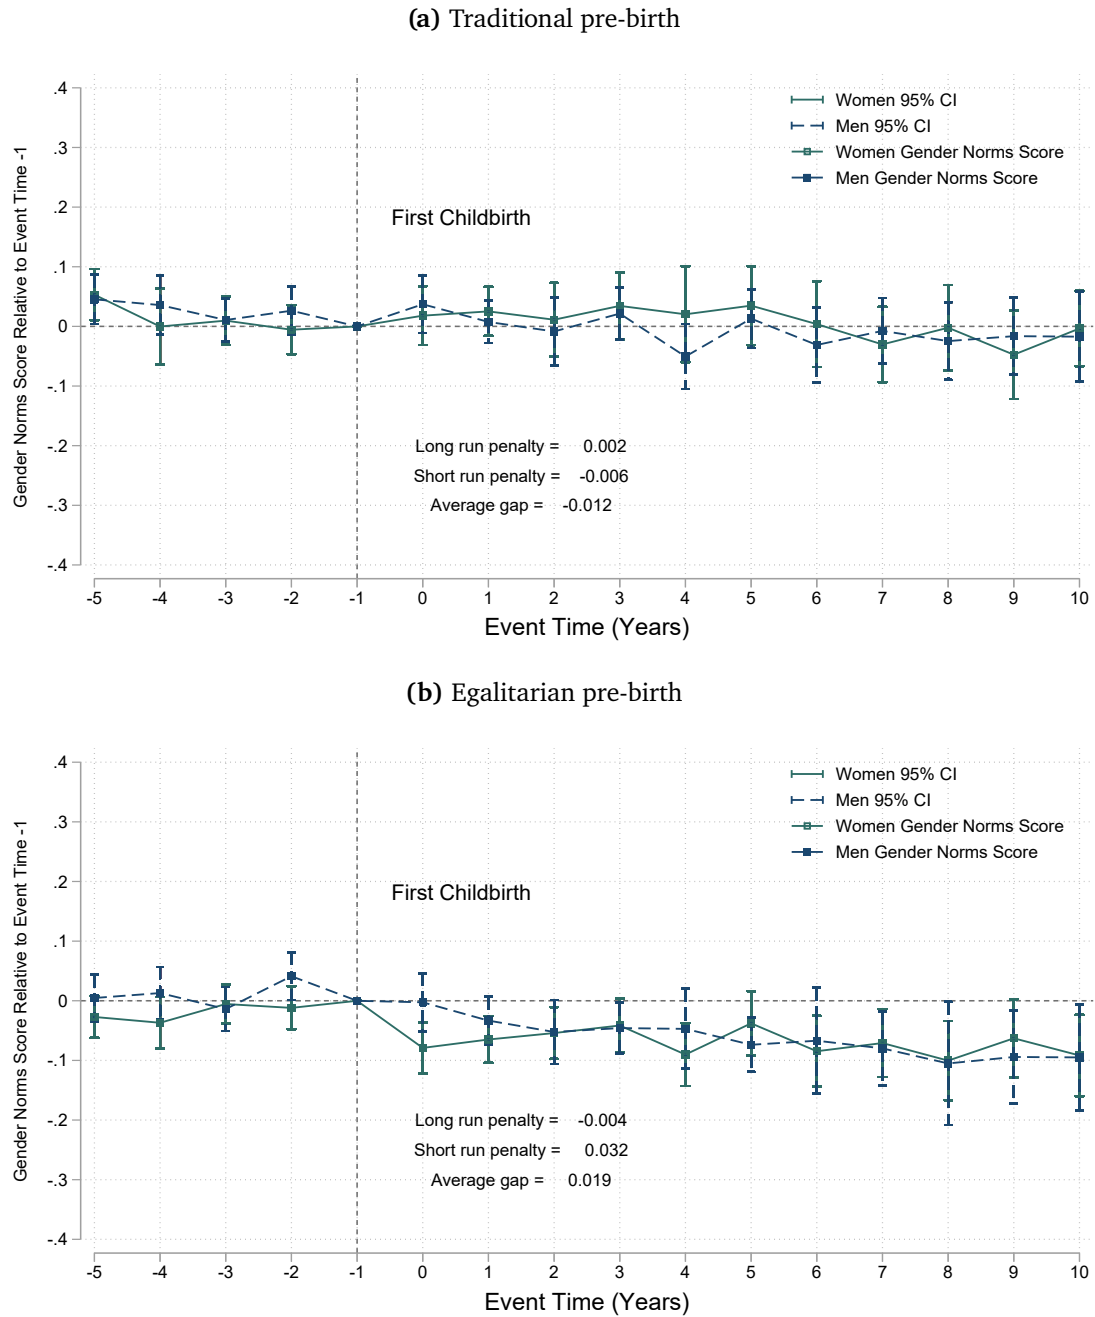 (a) Traditional pre-birth
Gender Norms Score Relative to Event Time -1
.4
.3
.2
.1
0
-.1
-.2
-.3
-.4
Women 95% CI
Men 95% CI
Women Gender Norms Score
Men Gender Norms Score
First Childbirth
Long run penalty = 0.002
Short run penalty = -0.006
Average gap = -0.012
-5 -4 -3 -2 -1 0 1 2 3 4 5 6 7 8 9 10
Event Time (Years)
(b) Egalitarian pre-birth
Gender Norms Score Relative to Event Time -1
.4
.3
.2
.1
0
-.1
-.2
-.3
-.4
Women 95% CI
Men 95% CI
Women Gender Norms Score
Men Gender Norms Score
First Childbirth
Long run penalty = -0.004
Short run penalty = 0.032
Average gap = 0.019
-5 -4 -3 -2 -1 0 1 2 3 4 5 6 7 8 9 10
Event Time (Years)